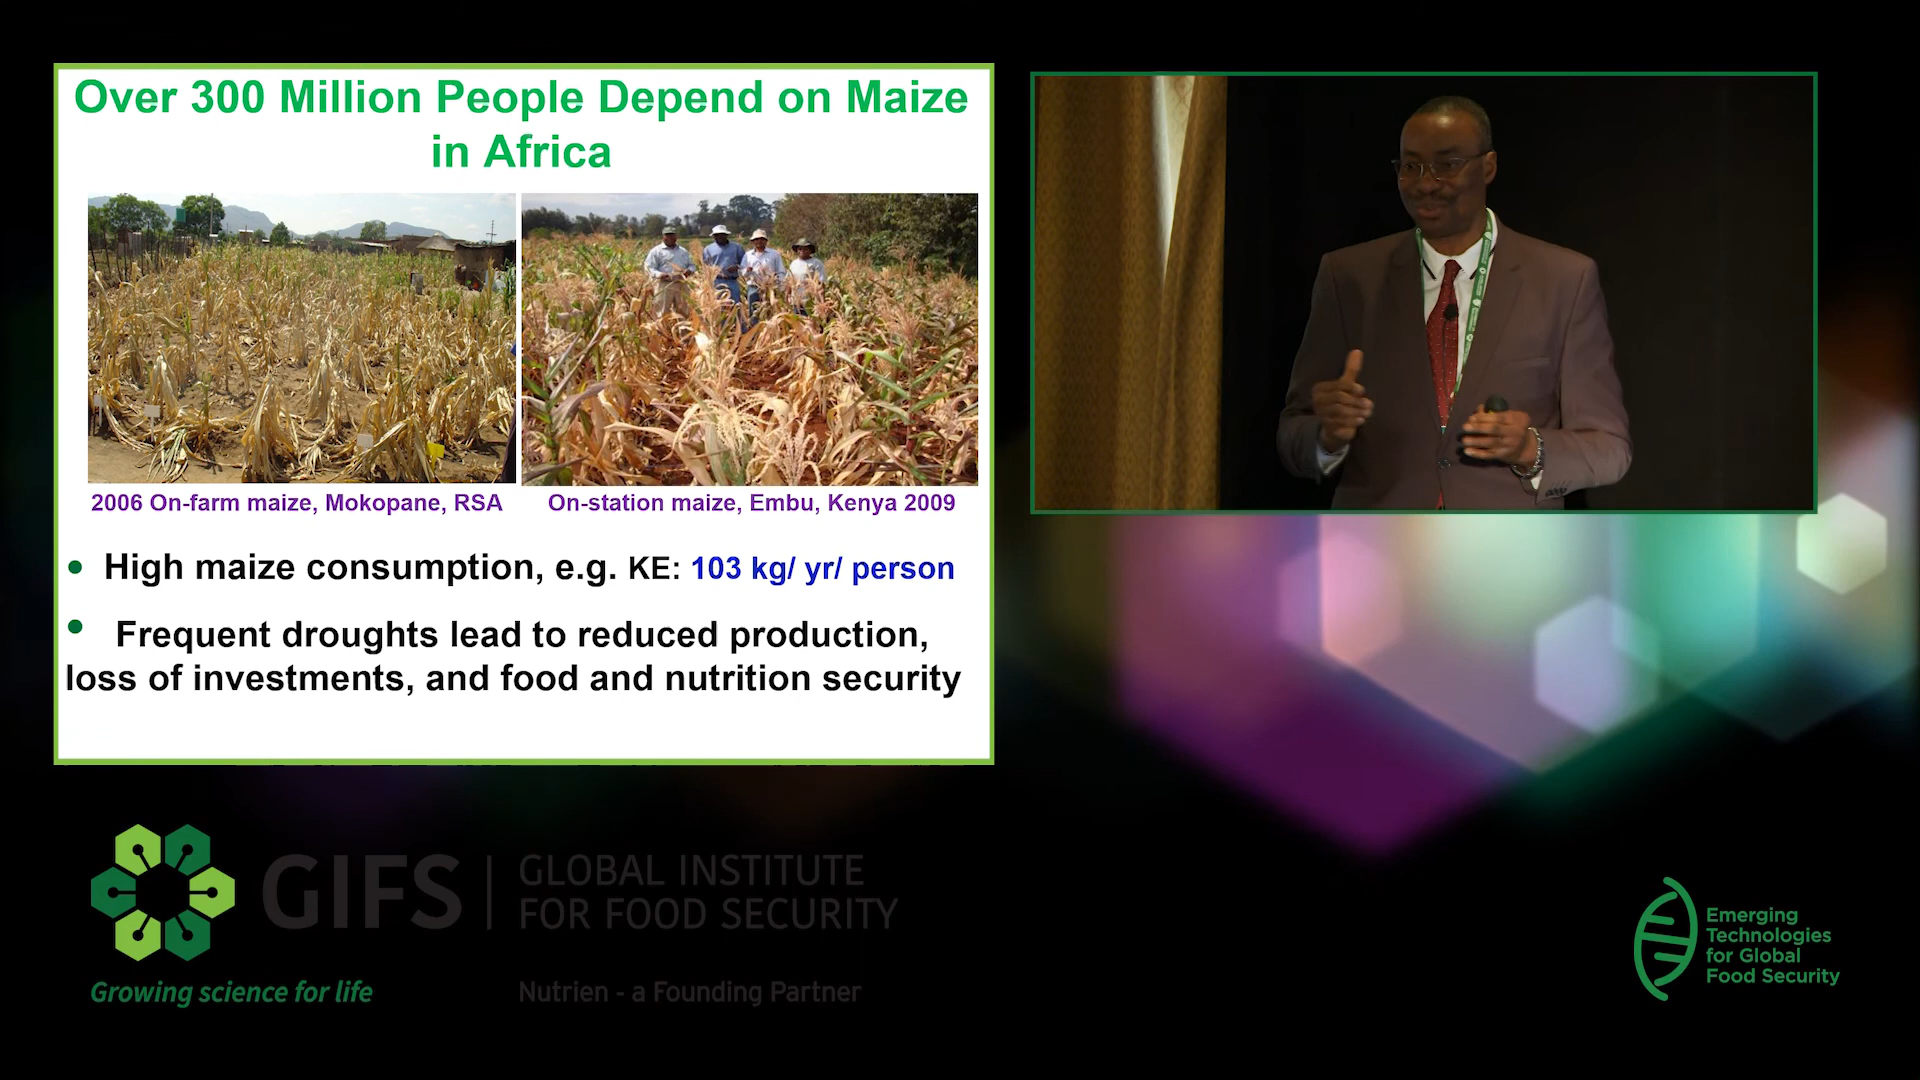 Over 300 Million People Depend on Maize
in Africa
2006 On-farm maize, Mokopane, RSA
On-station maize, Embu, Kenya 2009
• High maize consumption, e.g. KE: 103 kg/ yr/ person
• Frequent droughts lead to reduced production,
loss of investments, and food and nutrition security
GIFS
GLOBAL INSTITUTE
FOR FOOD SECURITY
Growing science for life
Nutrien - a Founding Partner
Emerging
Technologies
for Global
Food Security